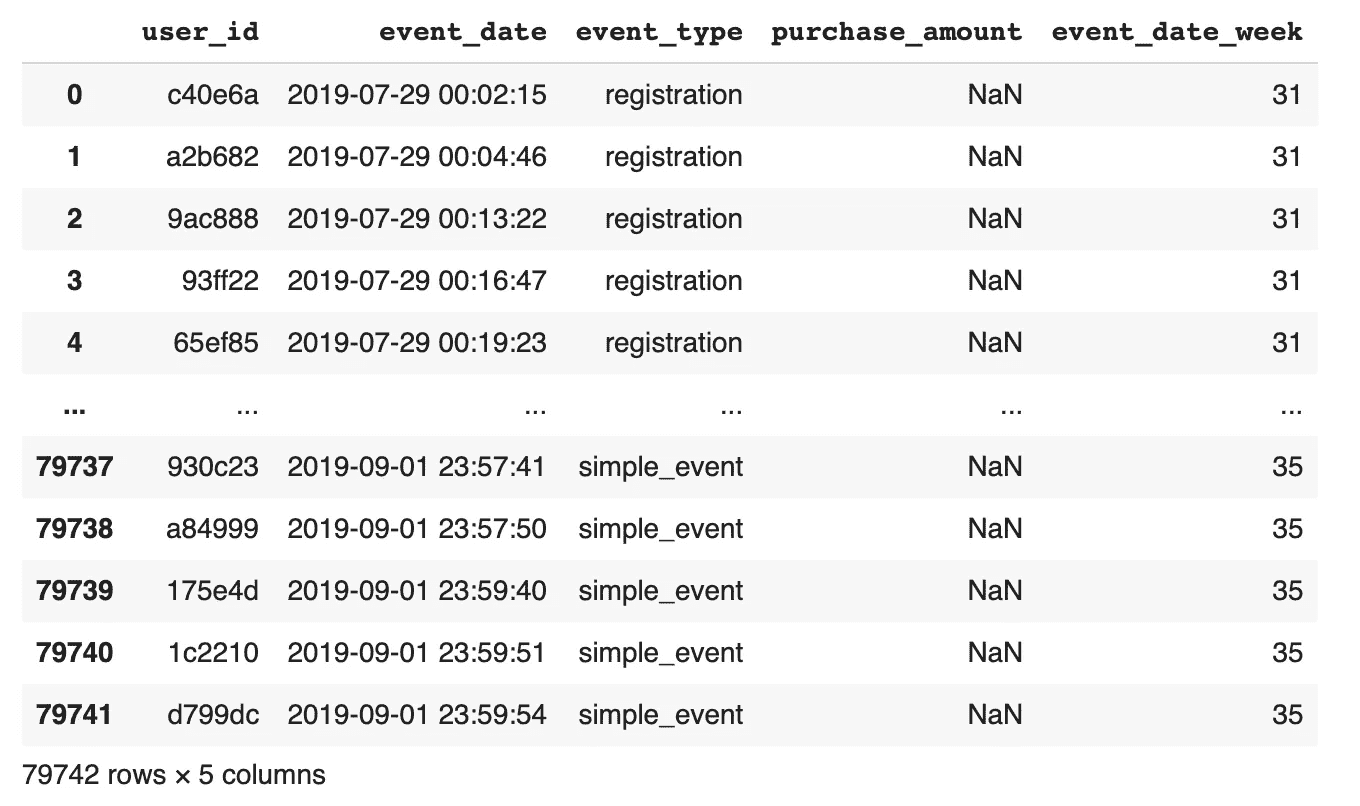 user_id event_date event_type purchase_amount event_date_week
0 c40e6a 2019-07-29 00:02:15 registration NaN 31
1 a2b682 2019-07-29 00:04:46 registration NaN 31
2 9ac888 2019-07-29 00:13:22 registration NaN 31
3 93ff22 2019-07-29 00:16:47 registration NaN 31
4 65ef85 2019-07-29 00:19:23 registration NaN 31
... ... ... ... ... ...
79737 930c23 2019-09-01 23:57:41 simple_event NaN 35
79738 a84999 2019-09-01 23:57:50 simple_event NaN 35
79739 175e4d 2019-09-01 23:59:40 simple_event NaN 35
79740 1c2210 2019-09-01 23:59:51 simple_event NaN 35
79741 d799dc 2019-09-01 23:59:54 simple_event NaN 35
79742 rows × 5 columns